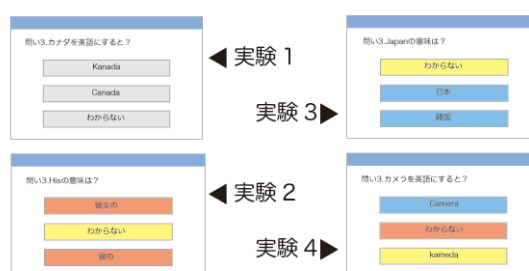 問い3.カナダを英語にすると？
Kanada
Canada
わからない
◀実験1
問い3.Japanの意味は？
わからない
日本
韓国
実験3▶
問い3.Hisの意味は？
彼女の
わからない
彼の
◀実験2
問い3.カメラを英語にすると？
Camera
わからない
kameda
実験4▶